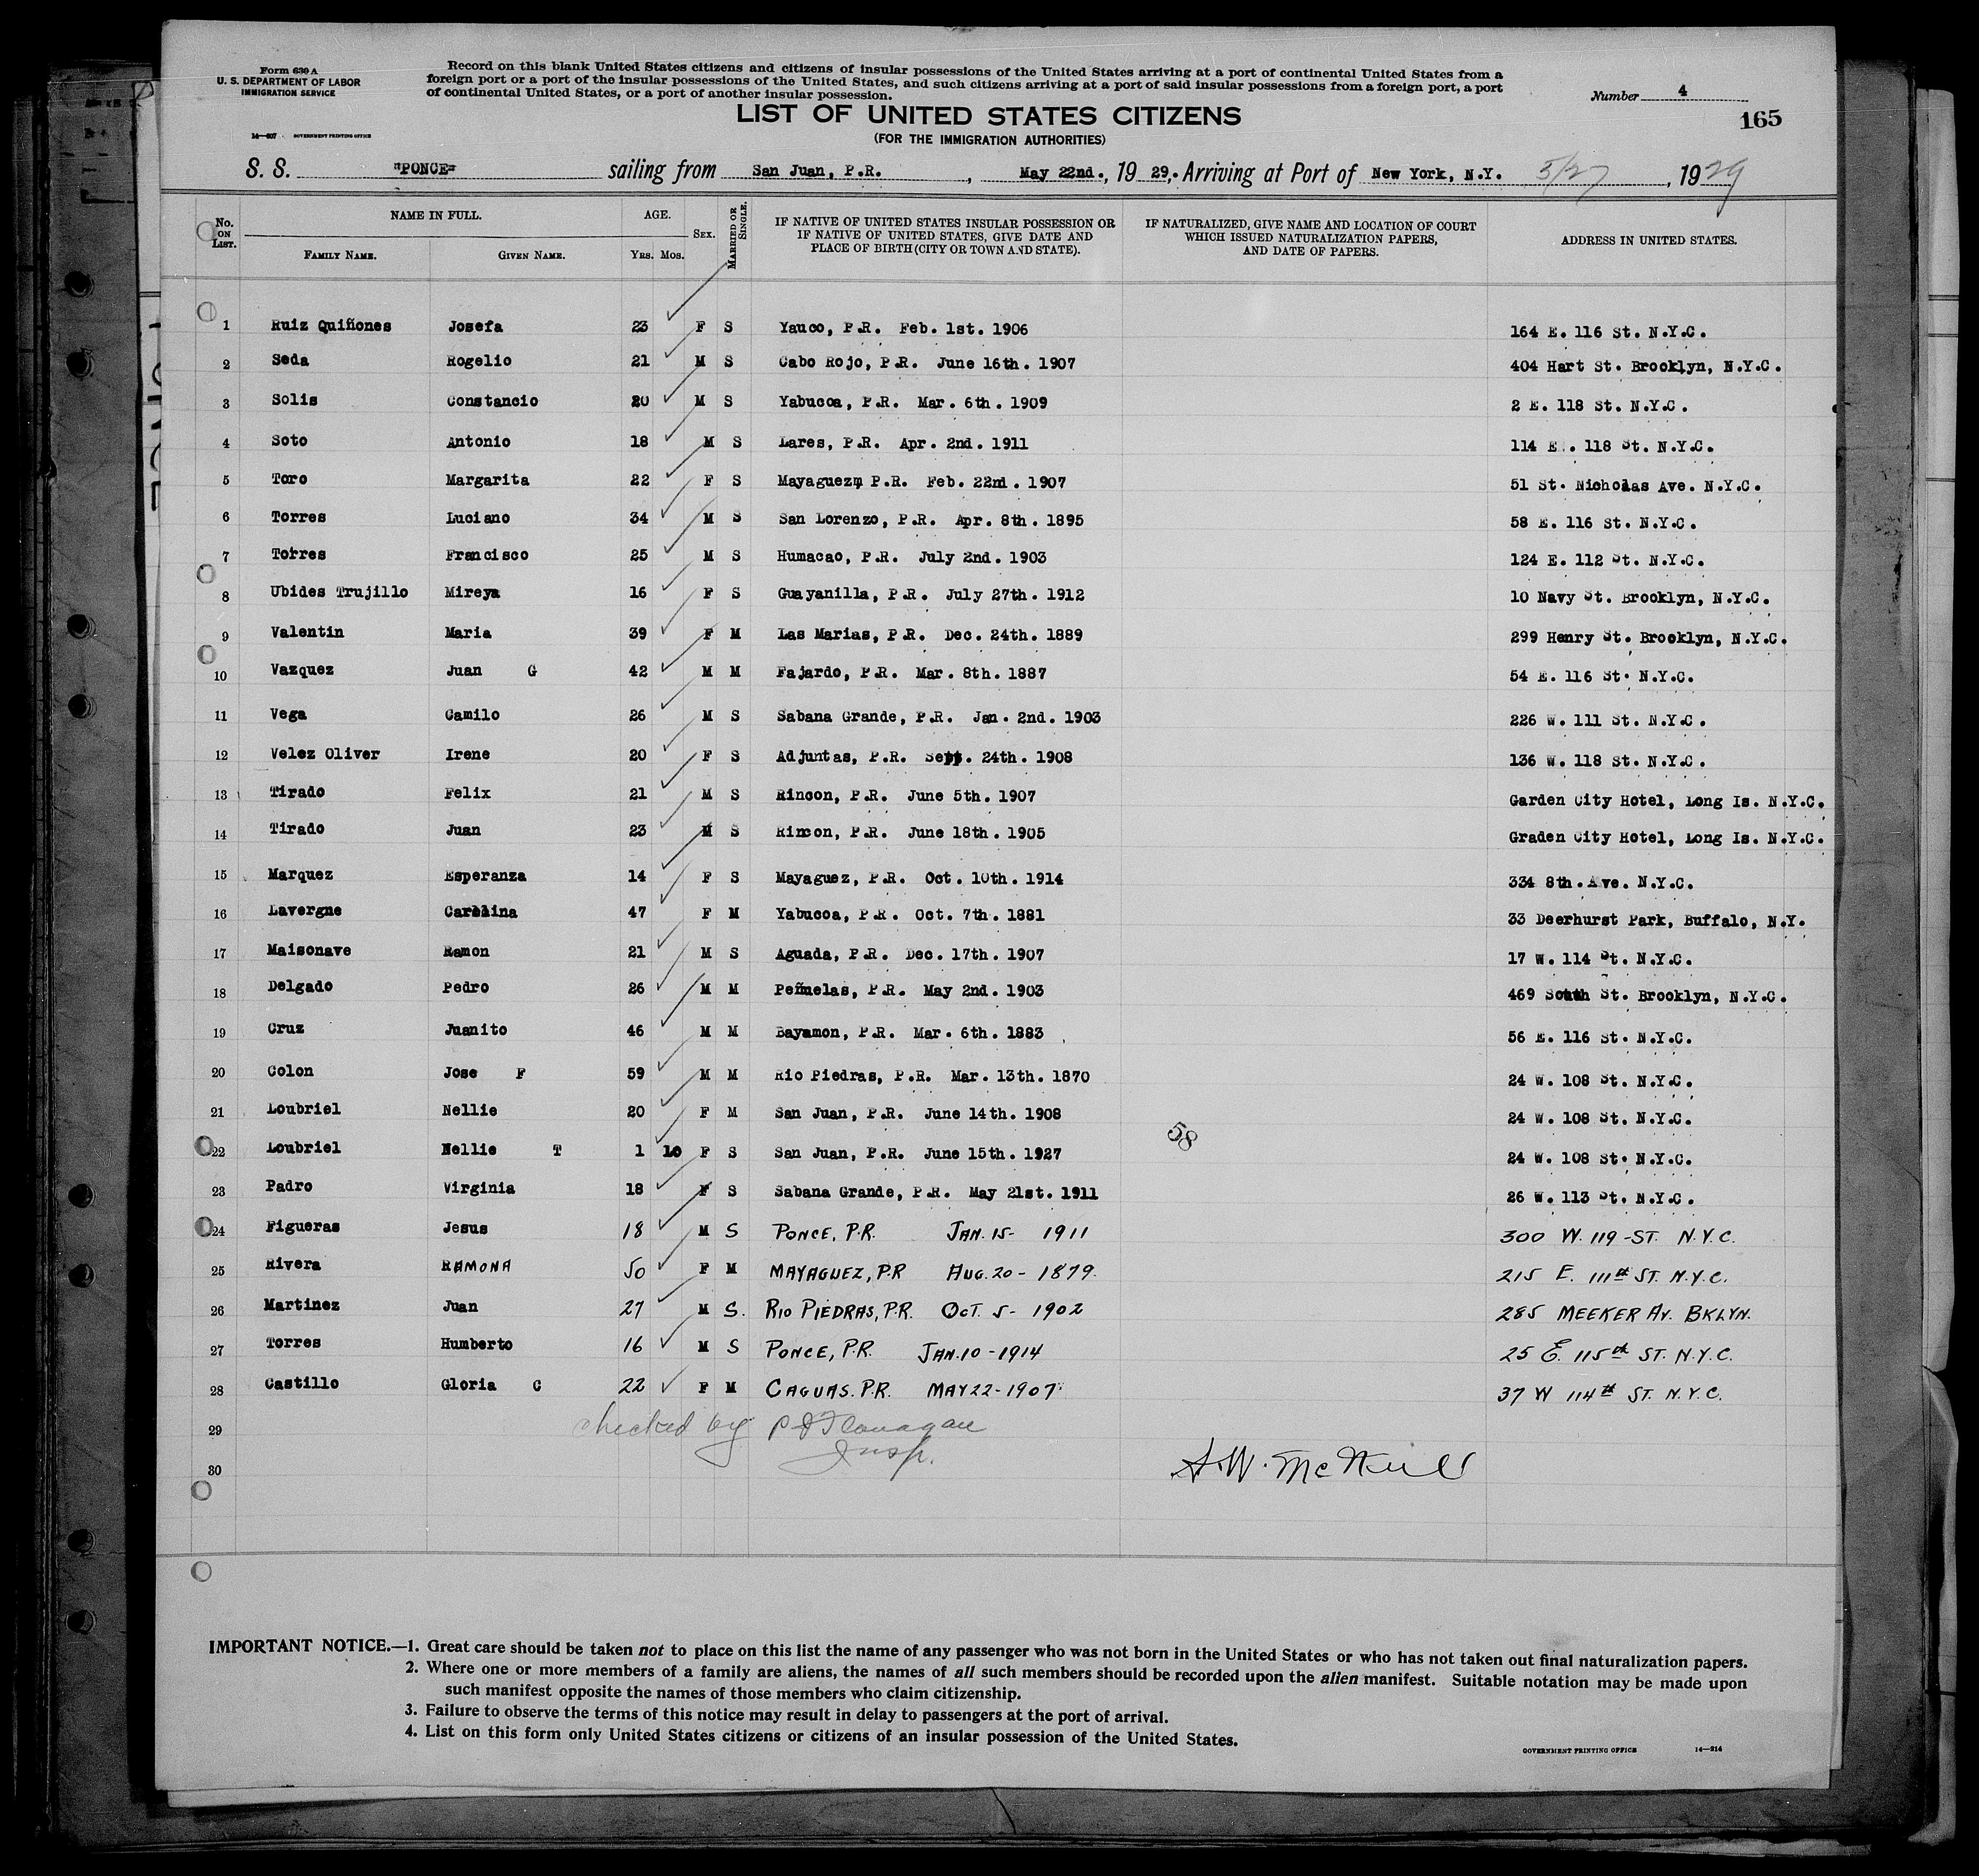 Form 630 A
U. S. DEPARTMENT OF LABOR
IMMIGRATION SERVICE
14—607 GOVERNMENT PRINTING OFFICE
Record on this blank United States citizens and citizens of insular possessions of the United States arriving at a port of continental United States from a
foreign port or a port of the insular possessions of the United States, and such citizens arriving at a port of said insular possessions from a foreign port, a port
of continental United States, or a port of another insular possession.
Number 4
165
LIST OF UNITED STATES CITIZENS
(FOR THE IMMIGRATION AUTHORITIES)
S. S. "PONCE" sailing from San Juan, P.R. , May 22nd., 19 29,. Arriving at Port of New York, N.Y. 5/27, 1929
No. ON LIST. NAME IN FULL. AGE. SEX. MARRIED OR SINGLE. IF NATIVE OF UNITED STATES INSULAR POSSESSION OR IF NATIVE OF UNITED STATES, GIVE DATE AND PLACE OF BIRTH (CITY OR TOWN AND STATE). IF NATURALIZED, GIVE NAME AND LOCATION OF COURT WHICH ISSUED NATURALIZATION PAPERS, AND DATE OF PAPERS. ADDRESS IN UNITED STATES.
FAMILY NAME. GIVEN NAME. YRS. MOS.
1 Ruiz Quiñones Josefa 23 F S Yauco, P.R. Feb. 1st. 1906 164 E. 116 St. N.Y.C.
2 Seda Rogelio 21 M S Cabo Rojo, P.R. June 16th. 1907 404 Hart St. Brooklyn, N.Y.C.
3 Solis Constancio 20 M S Yabucoa, P.R. Mar. 6th. 1909 2 E. 118 St. N.Y.C.
4 Soto Antonio 18 M S Lares, P.R. Apr. 2nd. 1911 114 E . 118 St. N.Y.C.
5 Toro Margarita 22 F S Mayaguez, P.R. Feb. 22nd. 1907 51 St. Nicholas Ave. N.Y.C.
6 Torres Luciano 34 M S San Lorenzo, P.R. Apr. 8th. 1895 58 E. 116 St. N.Y.C.
7 Torres Francisco 25 M S Humacao, P.R. July 2nd. 1903 124 E. 112 St. N.Y.C.
8 Ubides Trujillo Mireya 16 F S Guayanilla, P.R. July 27th. 1912 10 Navy St. Brooklyn, N.Y.C.
9 Valentin Maria 39 F M Las Marias, P.R. Dec. 24th. 1889 299 Henry St. Brooklyn, N.Y.C.
10 Vazquez Juan G 42 M M Fajardo, P.R. Mar. 8th. 1887 54 E. 116 St. N.Y.C.
11 Vega Camilo 26 M S Sabana Grande, P.R. Jan. 2nd. 1903 226 W. 111 St. N.Y.C.
12 Velez Oliver Irene 20 F S Adjuntas, P.R. Sept. 24th. 1908 136 W. 118 St. N.Y.C.
13 Tirado Felix 21 M S Rincon, P.R. June 5th. 1907 Garden City Hotel, Long Is. N.Y.C.
14 Tirado Juan 23 M S Rincon, P.R. June 18th. 1905 Graden City Hotel, Long Is. N.Y.C.
15 Marquez Esperanza 14 F S Mayaguez, P.R. Oct. 10th. 1914 334 8th. Ave. N.Y.C.
16 Lavergne Carolina 47 F M Yabucoa, P.R. Oct. 7th. 1881 33 Deerhurst Park, Buffalo, N.Y.
17 Maisonave Ramon 21 M S Aguada, P.R. Dec. 17th. 1907 17 W. 114 St. N.Y.C.
18 Delgado Pedro 26 M M Peñuelas, P.R. May 2nd. 1903 469 South St. Brooklyn, N.Y.C.
19 Cruz Juanito 46 M M Bayamon, P.R. Mar. 6th. 1883 56 E. 116 St. N.Y.C.
20 Colon Jose F 59 M M Rio Piedras, P.R. Mar. 13th. 1870 24 W. 108 St. N.Y.C.
21 Loubriel Nellie 20 F M San Juan, P.R. June 14th. 1908 24 W. 108 St. N.Y.C.
58
22 Loubriel Nellie T 1 10 F S San Juan, P.R. June 15th. 1927 24 W. 108 St. N.Y.C.
23 Padro Virginia 18 F S Sabana Grande, P.R. May 21st. 1911 26 W. 113 St. N.Y.C.
24 Figueras Jesus 18 M S PONCE, P.R. JAN. 15- 1911 300 W. 119 -ST. N.Y.C.
25 Rivera RAMONA 50 F M MAYAGUEZ, P.R AUG. 20 - 1879. 215 E. 111th ST. N.Y.C.
26 Martinez Juan 27 M S. RIO PIEDRAS, P.R. OCT. 5- 1902 285 MEEKER AV. BKLYN.
27 Torres Humberto 16 M S PONCE, P.R. JAN. 10 -1914 25 E. 115th ST. N.Y.C.
28 Castillo Gloria C 22 F M CAGUAS. P.R. MAY 22-1907 37 W 114th ST. N.Y.C.
29 checked by P J Flanagan
Insp.
30 A.W. McNeill
IMPORTANT NOTICE.—1. Great care should be taken not to place on this list the name of any passenger who was not born in the United States or who has not taken out final naturalization papers.
2. Where one or more members of a family are aliens, the names of all such members should be recorded upon the alien manifest. Suitable notation may be made upon
such manifest opposite the names of those members who claim citizenship.
3. Failure to observe the terms of this notice may result in delay to passengers at the port of arrival.
4. List on this form only United States citizens or citizens of an insular possession of the United States.
GOVERNMENT PRINTING OFFICE 14—214